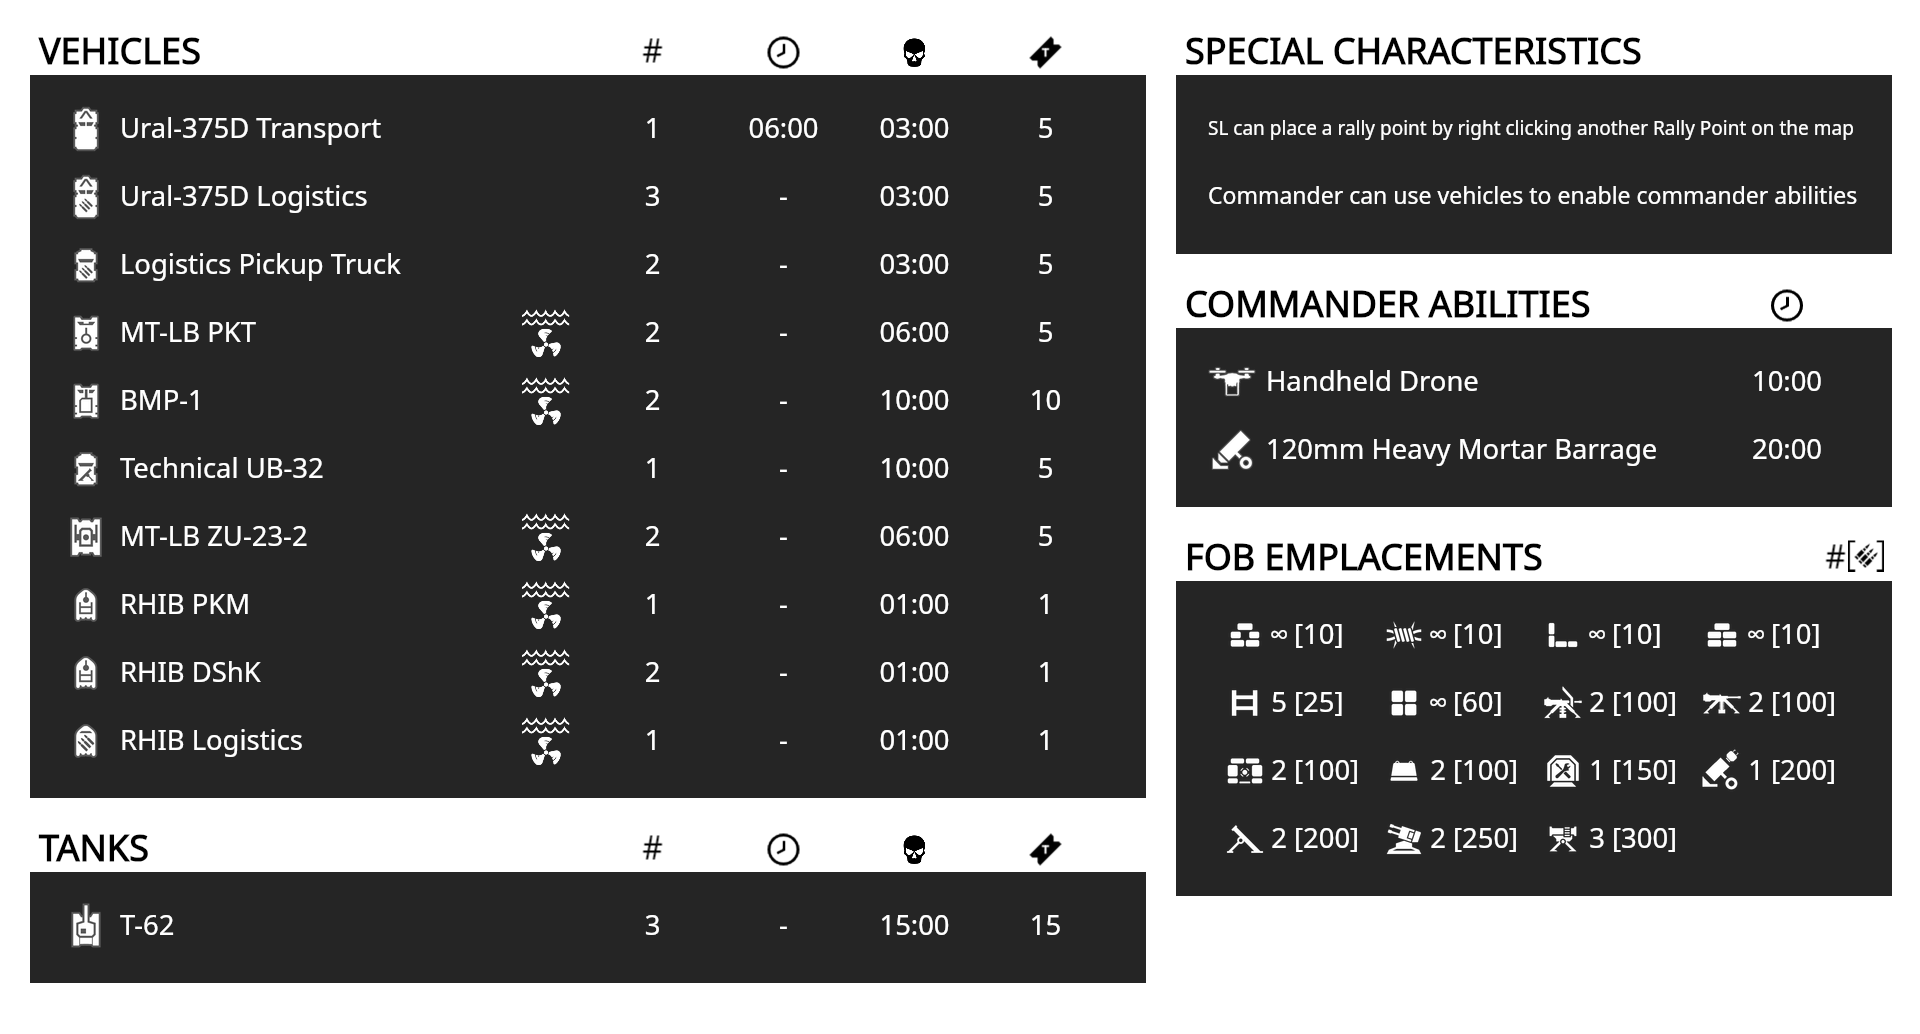 VEHICLES #
Ural-375D Transport 1 06:00 03:00 5
Ural-375D Logistics 3 - 03:00 5
Logistics Pickup Truck 2 - 03:00 5
MT-LB PKT 2 - 06:00 5
BMP-1 2 - 10:00 10
Technical UB-32 1 - 10:00 5
MT-LB ZU-23-2 2 - 06:00 5
RHIB PKM 1 - 01:00 1
RHIB DShK 2 - 01:00 1
RHIB Logistics 1 - 01:00 1
TANKS #
T-62 3 - 15:00 15
SPECIAL CHARACTERISTICS
SL can place a rally point by right clicking another Rally Point on the map
Commander can use vehicles to enable commander abilities
COMMANDER ABILITIES
Handheld Drone 10:00
120mm Heavy Mortar Barrage 20:00
FOB EMPLACEMENTS #[ ]
∞ [10] ∞ [10] ∞ [10] ∞ [10]
5 [25] ∞ [60] 2 [100] 2 [100]
2 [100] 2 [100] 1 [150] 1 [200]
2 [200] 2 [250] 3 [300]